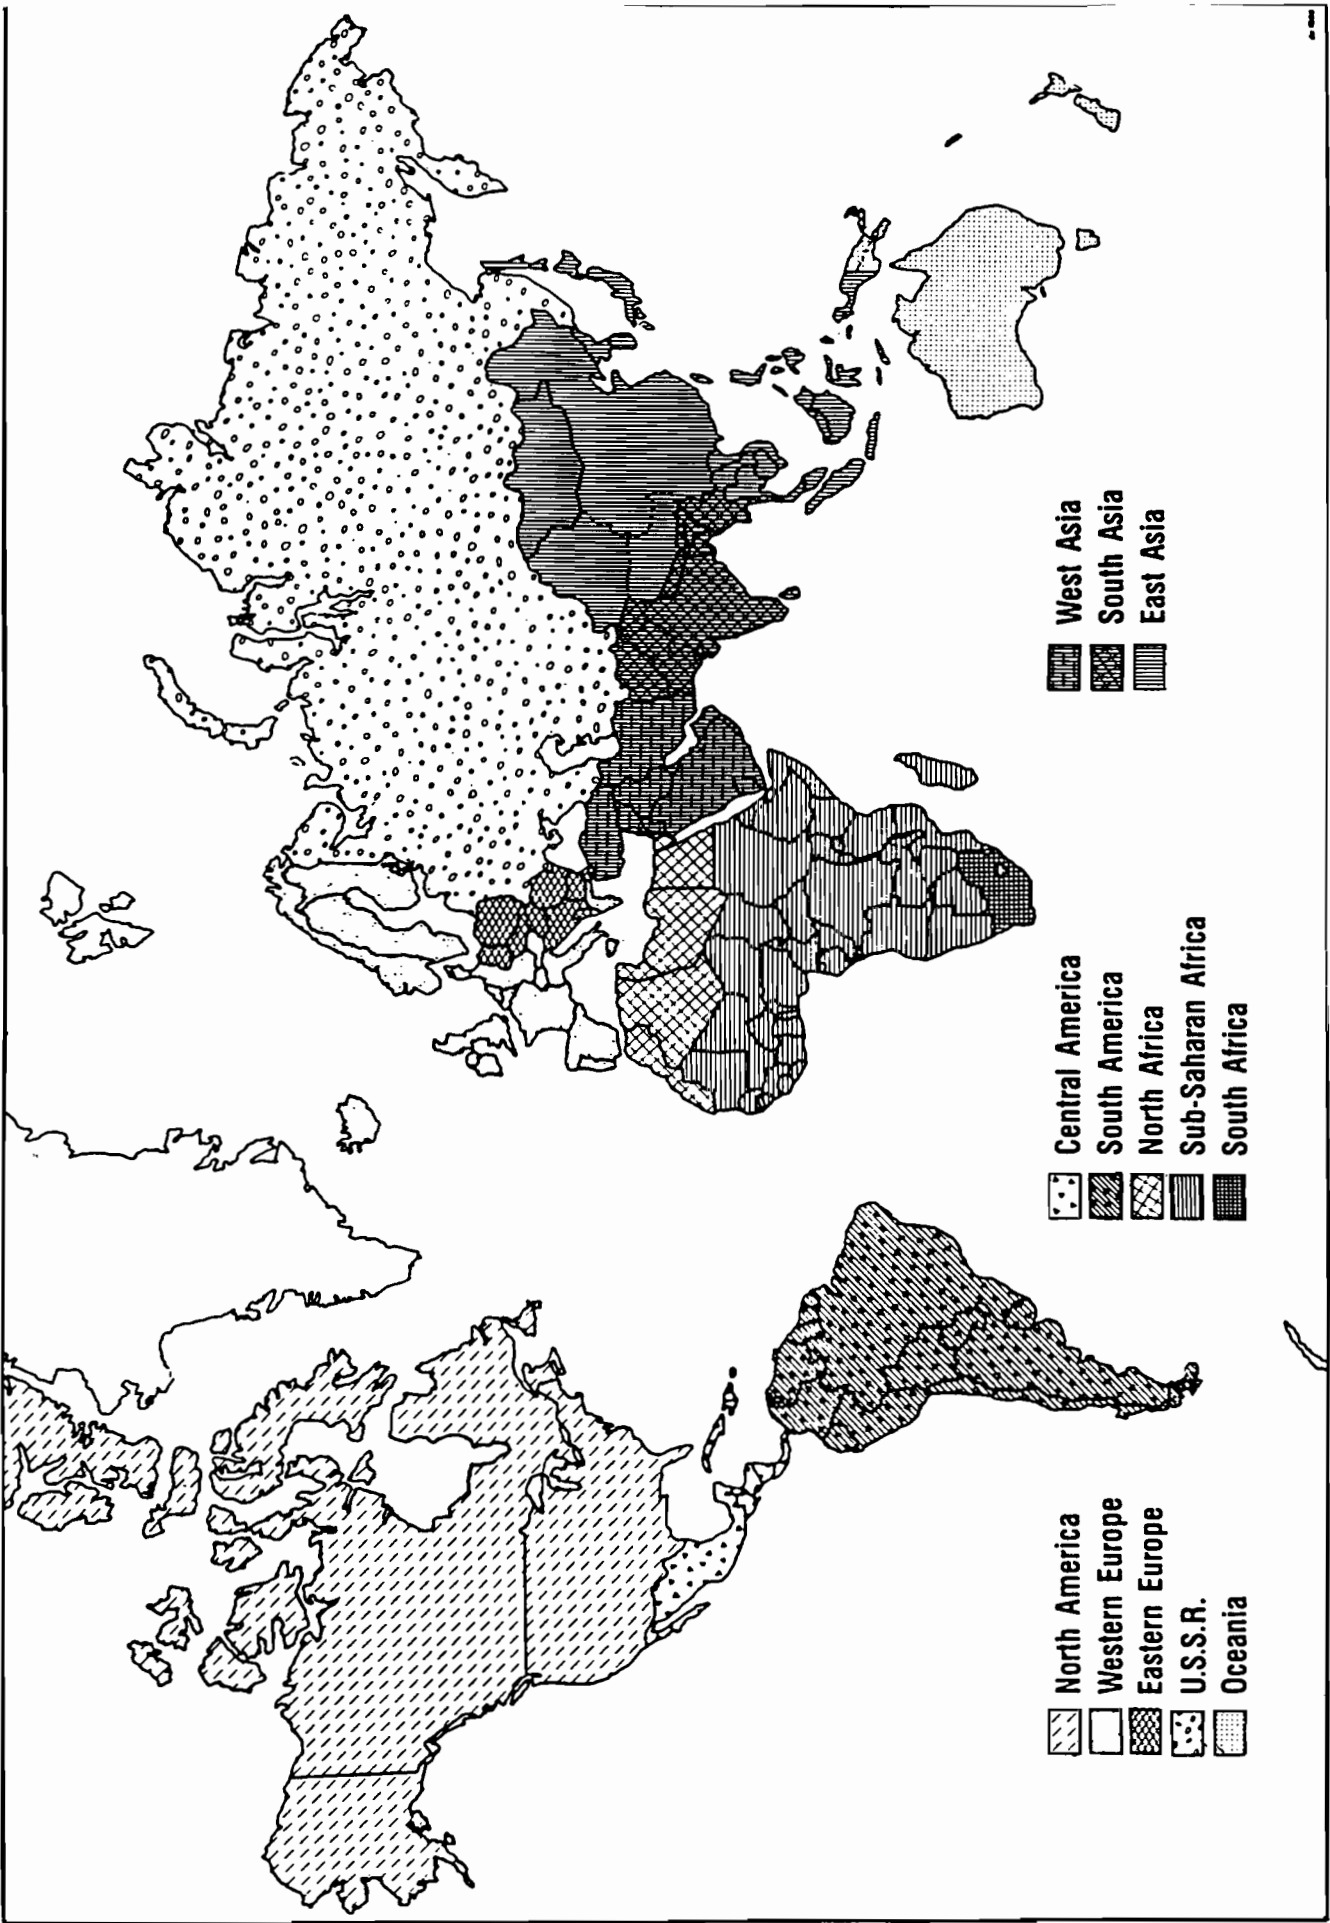 North America
Western Europe
Eastern Europe
U.S.S.R.
Oceania
Central America
South America
North Africa
Sub-Saharan Africa
South Africa
West Asia
South Asia
East Asia